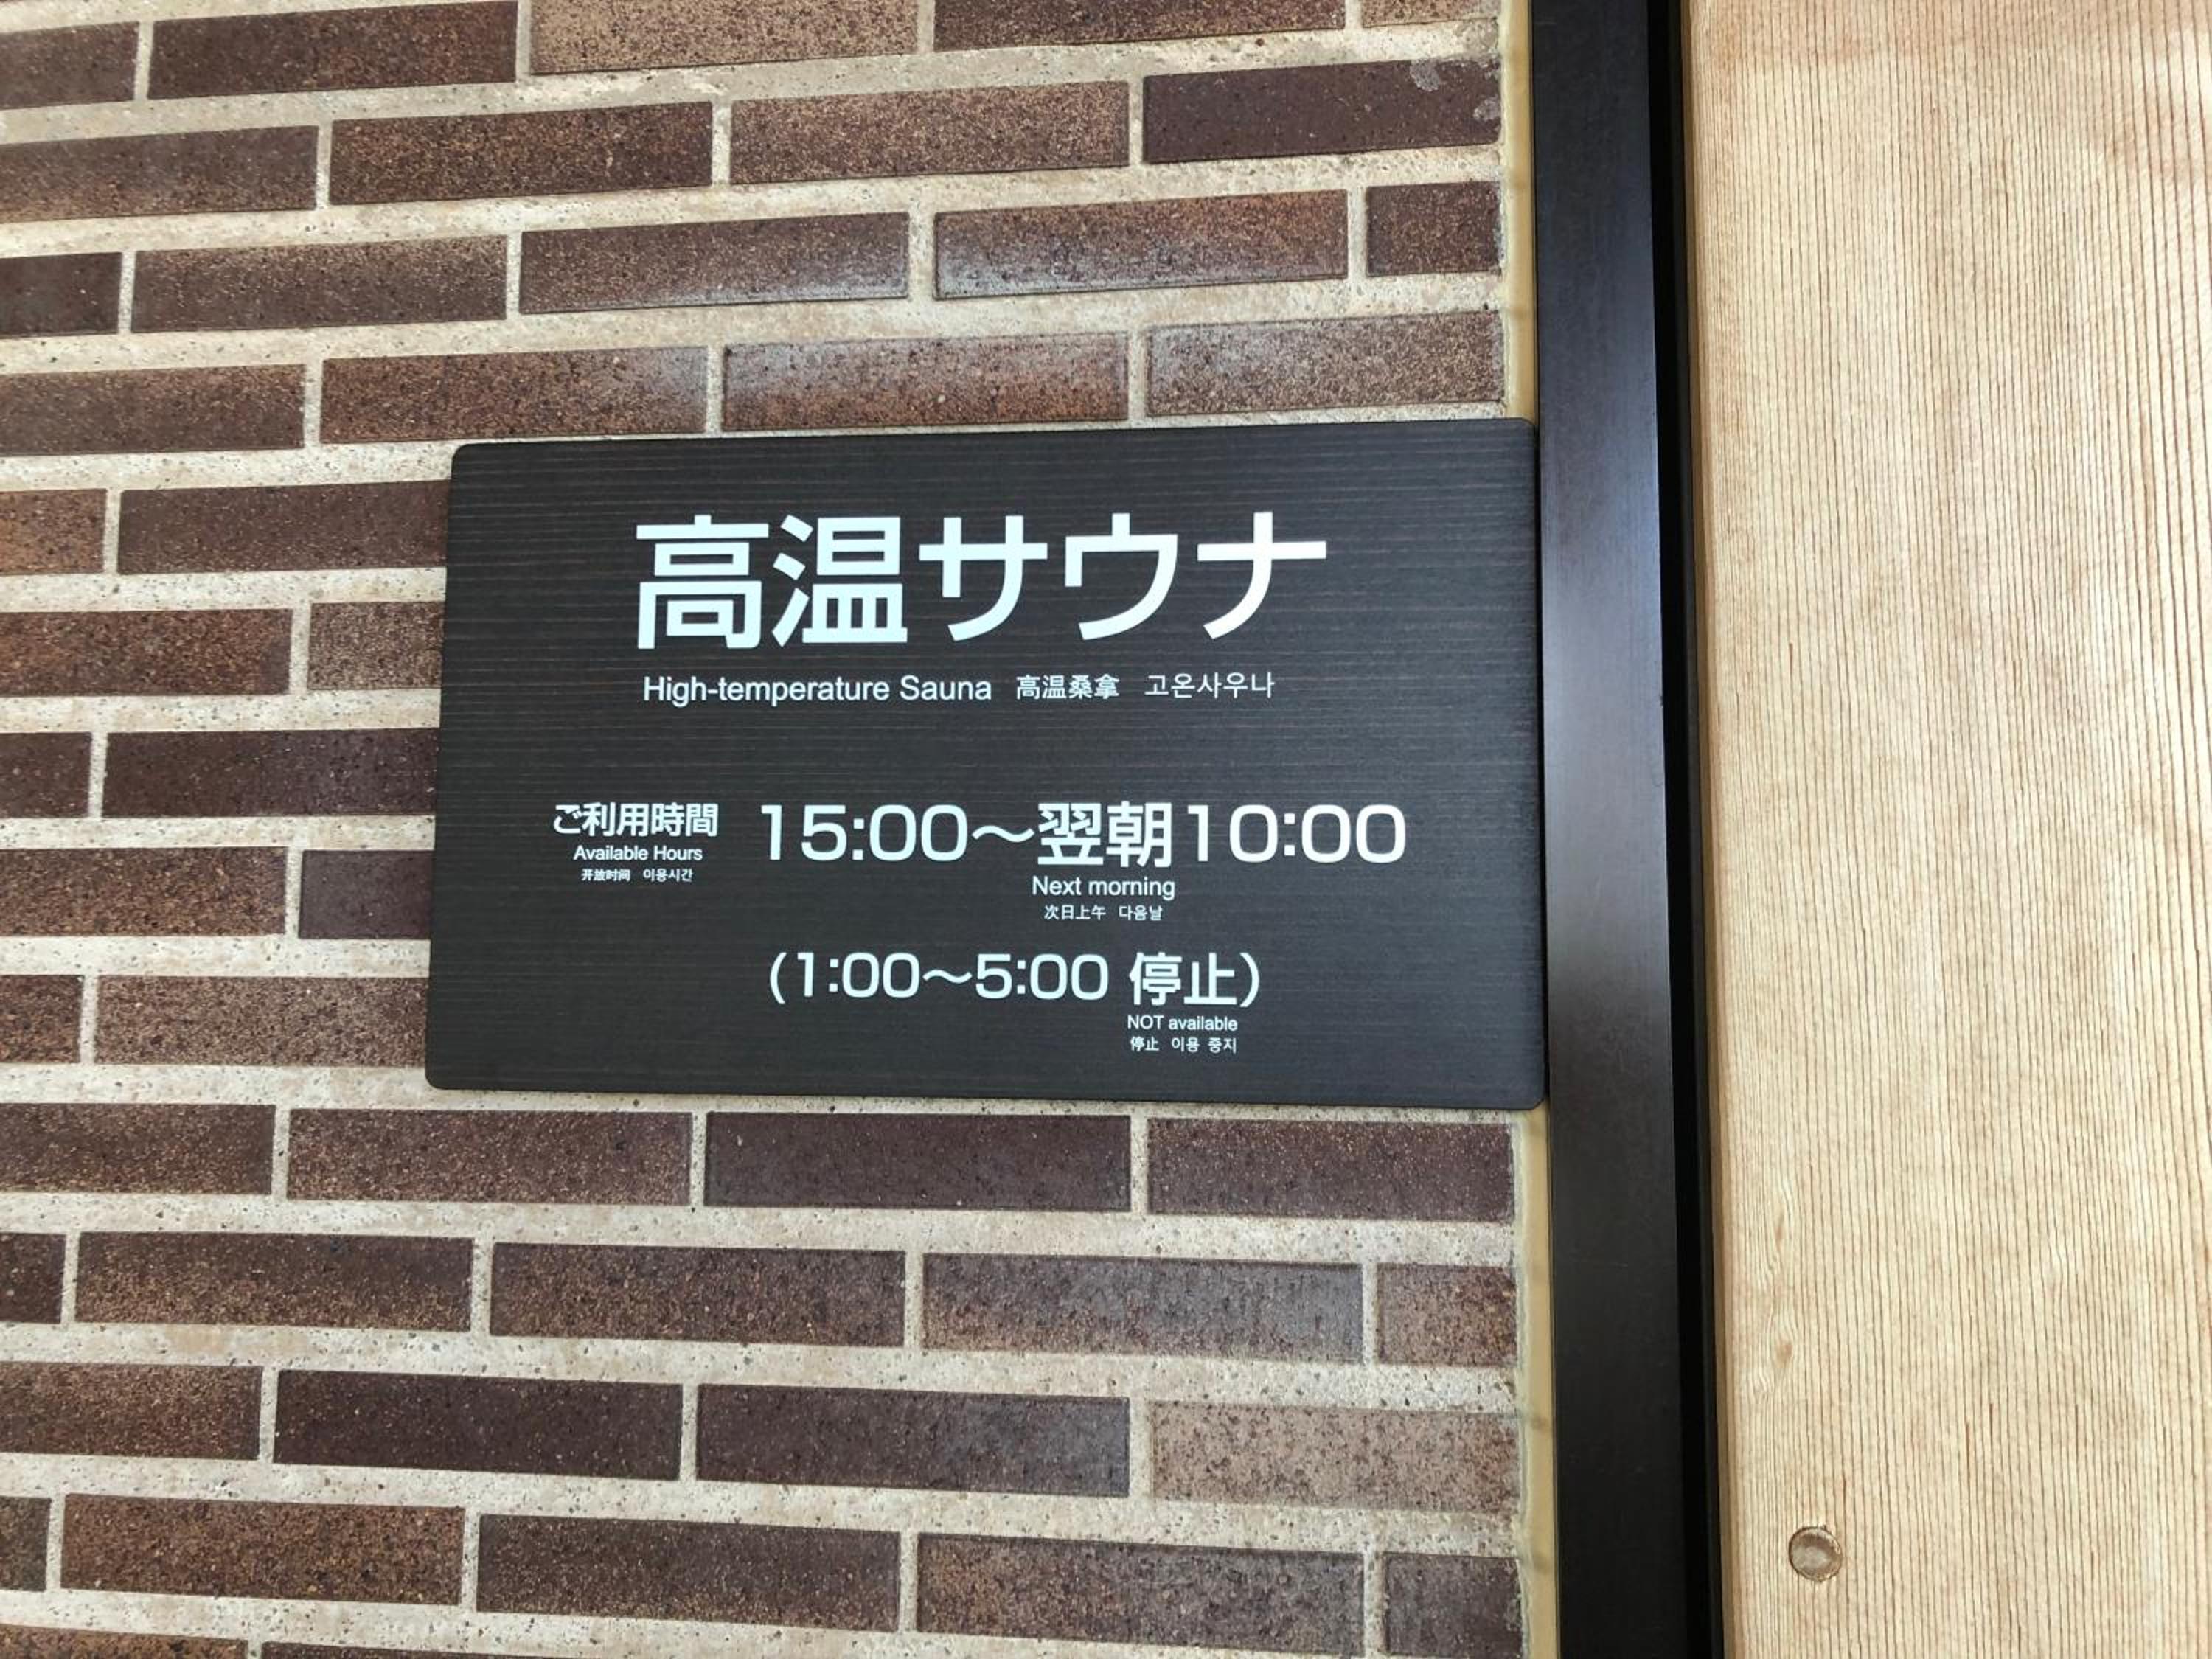 高温サウナ
High-temperature Sauna 高温桑拿 고온사우나
ご利用時間 15:00～翌朝10:00
Available Hours
开放时间 이용시간
Next morning
次日上午 다음날
(1:00～5:00 停止)
NOT available
停止 이용 중지